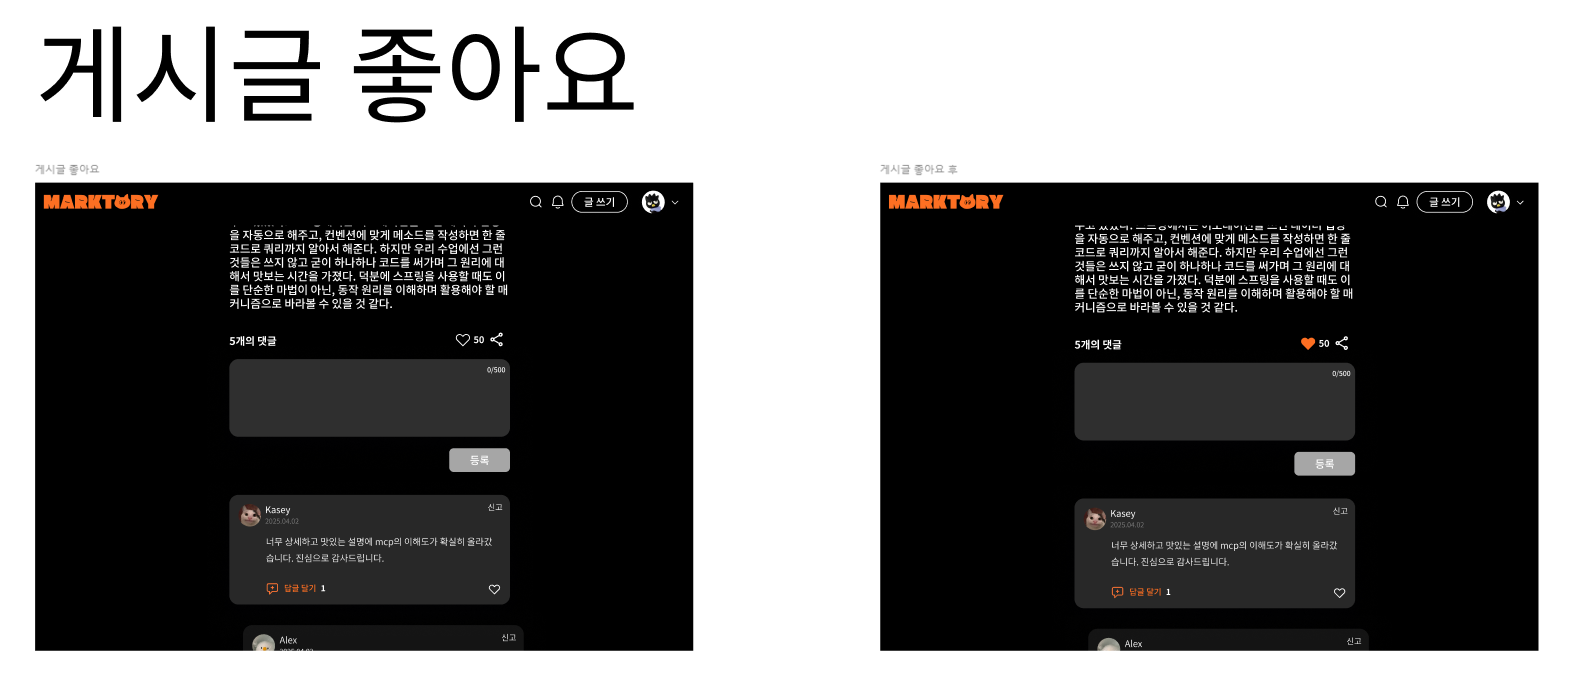 게시글 좋아요
게시글 좋아요
MARKTORY
글 쓰기
을 자동으로 해주고, 컨벤션에 맞게 메소드를 작성하면 한 줄
코드로 쿼리까지 알아서 해준다. 하지만 우리 수업에선 그런
것들은 쓰지 않고 굳이 하나하나 코드를 써가며 그 원리에 대
해서 맛보는 시간을 가졌다. 덕분에 스프링을 사용할 때도 이
를 단순한 마법이 아닌, 동작 원리를 이해하며 활용해야 할 매
커니즘으로 바라볼 수 있을 것 같다.
5개의 댓글
50
0/500
등록
Kasey
신고
2025.04.02
너무 상세하고 맛있는 설명에 mcp의 이해도가 확실히 올라갔
습니다. 진심으로 감사드립니다.
답글 달기 1
Alex
신고
게시글 좋아요 후
MARKTORY
글 쓰기
을 자동으로 해주고, 컨벤션에 맞게 메소드를 작성하면 한 줄
코드로 쿼리까지 알아서 해준다. 하지만 우리 수업에선 그런
것들은 쓰지 않고 굳이 하나하나 코드를 써가며 그 원리에 대
해서 맛보는 시간을 가졌다. 덕분에 스프링을 사용할 때도 이
를 단순한 마법이 아닌, 동작 원리를 이해하며 활용해야 할 매
커니즘으로 바라볼 수 있을 것 같다.
5개의 댓글
50
0/500
등록
Kasey
신고
2025.04.02
너무 상세하고 맛있는 설명에 mcp의 이해도가 확실히 올라갔
습니다. 진심으로 감사드립니다.
답글 달기 1
Alex
신고